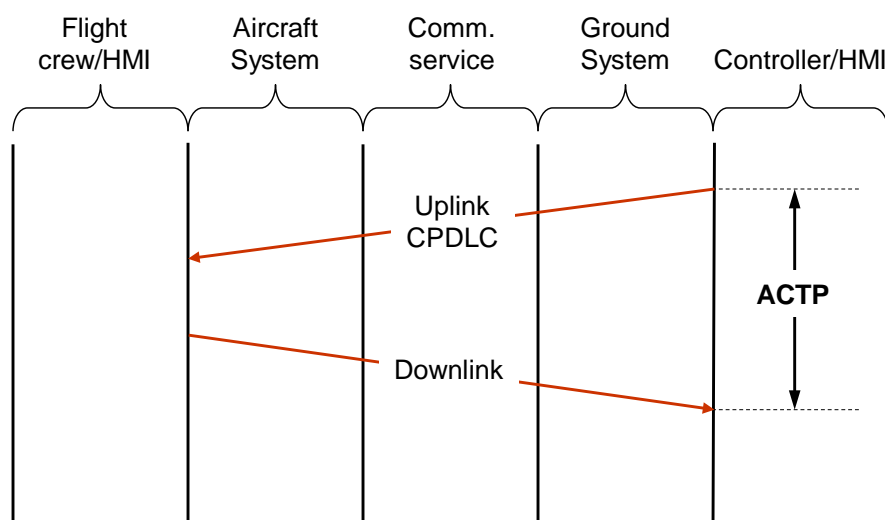 Flight
crew/HMI
Aircraft
System
Comm.
service
Ground
System
Controller/HMI
Uplink
CPDLC
ACTP
Downlink